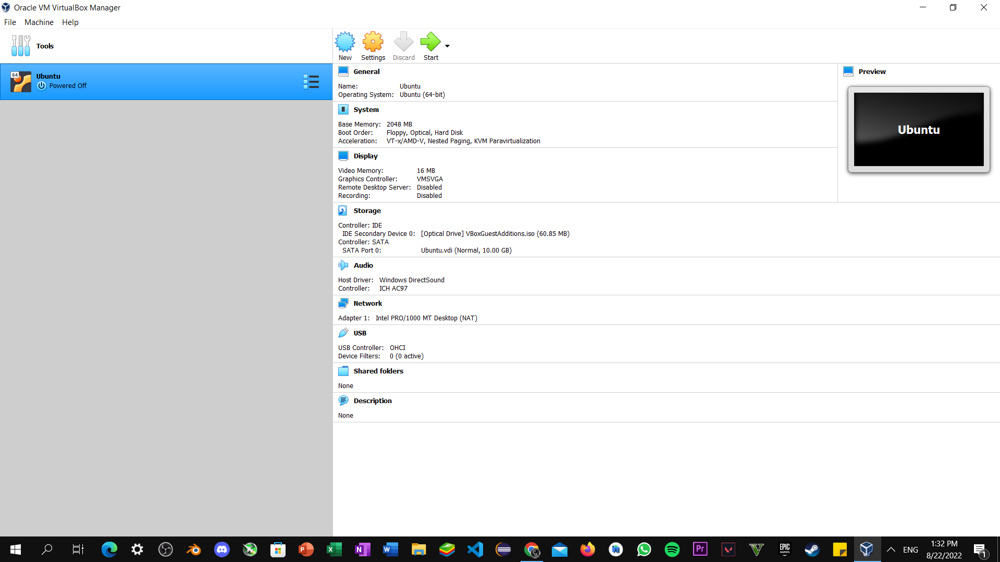 Oracle VM VirtualBox Manager
File Machine Help
Tools
New Settings Discard Start
64
Ubuntu
Powered Off
General
Name: Ubuntu
Operating System: Ubuntu (64-bit)
Preview
Ubuntu
System
Base Memory: 2048 MB
Boot Order: Floppy, Optical, Hard Disk
Acceleration: VT-x/AMD-V, Nested Paging, KVM Paravirtualization
Display
Video Memory: 16 MB
Graphics Controller: VMSVGA
Remote Desktop Server: Disabled
Recording: Disabled
Storage
Controller: IDE
IDE Secondary Device 0: [Optical Drive] VBoxGuestAdditions.iso (60.85 MB)
Controller: SATA
SATA Port 0: Ubuntu.vdi (Normal, 10.00 GB)
Audio
Host Driver: Windows DirectSound
Controller: ICH AC97
Network
Adapter 1: Intel PRO/1000 MT Desktop (NAT)
USB
USB Controller: OHCI
Device Filters: 0 (0 active)
Shared folders
None
Description
None
P X N W Pr V EPIC GAMES
ENG
1:32 PM
8/22/2022
1